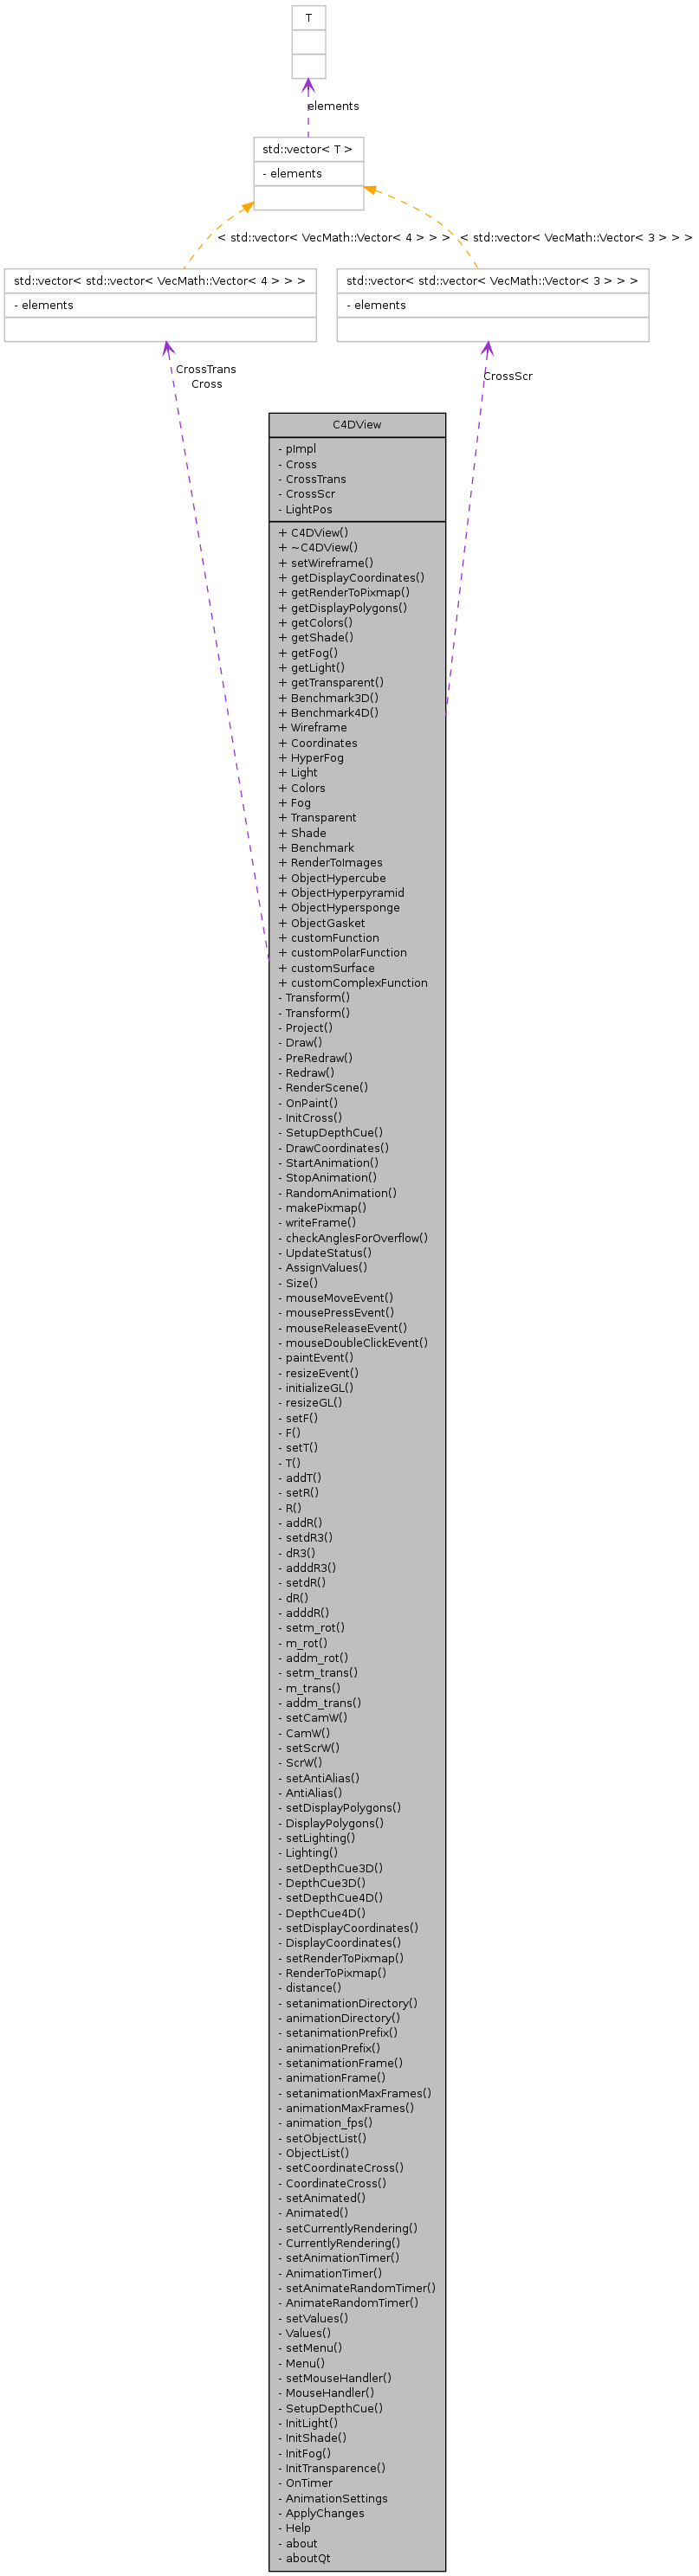 T
elements
std::vector< T >
- elements
< std::vector< VecMath::Vector< 4 > > >
< std::vector< VecMath::Vector< 3 > > >
std::vector< std::vector< VecMath::Vector< 4 > > >
- elements
std::vector< std::vector< VecMath::Vector< 3 > > >
- elements
CrossTrans
Cross
CrossScr
C4DView
- pImpl
- Cross
- CrossTrans
- CrossScr
- LightPos
+ C4DView()
+ ~C4DView()
+ setWireframe()
+ getDisplayCoordinates()
+ getRenderToPixmap()
+ getDisplayPolygons()
+ getColors()
+ getShade()
+ getFog()
+ getLight()
+ getTransparent()
+ Benchmark3D()
+ Benchmark4D()
+ Wireframe
+ Coordinates
+ HyperFog
+ Light
+ Colors
+ Fog
+ Transparent
+ Shade
+ Benchmark
+ RenderToImages
+ ObjectHypercube
+ ObjectHyperpyramid
+ ObjectHypersponge
+ ObjectGasket
+ customFunction
+ customPolarFunction
+ customSurface
+ customComplexFunction
- Transform()
- Transform()
- Project()
- Draw()
- PreRedraw()
- Redraw()
- RenderScene()
- OnPaint()
- InitCross()
- SetupDepthCue()
- DrawCoordinates()
- StartAnimation()
- StopAnimation()
- RandomAnimation()
- makePixmap()
- writeFrame()
- checkAnglesForOverflow()
- UpdateStatus()
- AssignValues()
- Size()
- mouseMoveEvent()
- mousePressEvent()
- mouseReleaseEvent()
- mouseDoubleClickEvent()
- paintEvent()
- resizeEvent()
- initializeGL()
- resizeGL()
- setF()
- F()
- setT()
- T()
- addT()
- setR()
- R()
- addR()
- setdR3()
- dR3()
- adddR3()
- setdR()
- dR()
- adddR()
- setm_rot()
- m_rot()
- addm_rot()
- setm_trans()
- m_trans()
- addm_trans()
- setCamW()
- CamW()
- setScrW()
- ScrW()
- setAntiAlias()
- AntiAlias()
- setDisplayPolygons()
- DisplayPolygons()
- setLighting()
- Lighting()
- setDepthCue3D()
- DepthCue3D()
- setDepthCue4D()
- DepthCue4D()
- setDisplayCoordinates()
- DisplayCoordinates()
- setRenderToPixmap()
- RenderToPixmap()
- distance()
- setanimationDirectory()
- animationDirectory()
- setanimationPrefix()
- animationPrefix()
- setanimationFrame()
- animationFrame()
- setanimationMaxFrames()
- animationMaxFrames()
- animation_fps()
- setObjectList()
- ObjectList()
- setCoordinateCross()
- CoordinateCross()
- setAnimated()
- Animated()
- setCurrentlyRendering()
- CurrentlyRendering()
- setAnimationTimer()
- AnimationTimer()
- setAnimateRandomTimer()
- AnimateRandomTimer()
- setValues()
- Values()
- setMenu()
- Menu()
- setMouseHandler()
- MouseHandler()
- SetupDepthCue()
- InitLight()
- InitShade()
- InitFog()
- InitTransparence()
- OnTimer
- AnimationSettings
- ApplyChanges
- Help
- about
- aboutQt